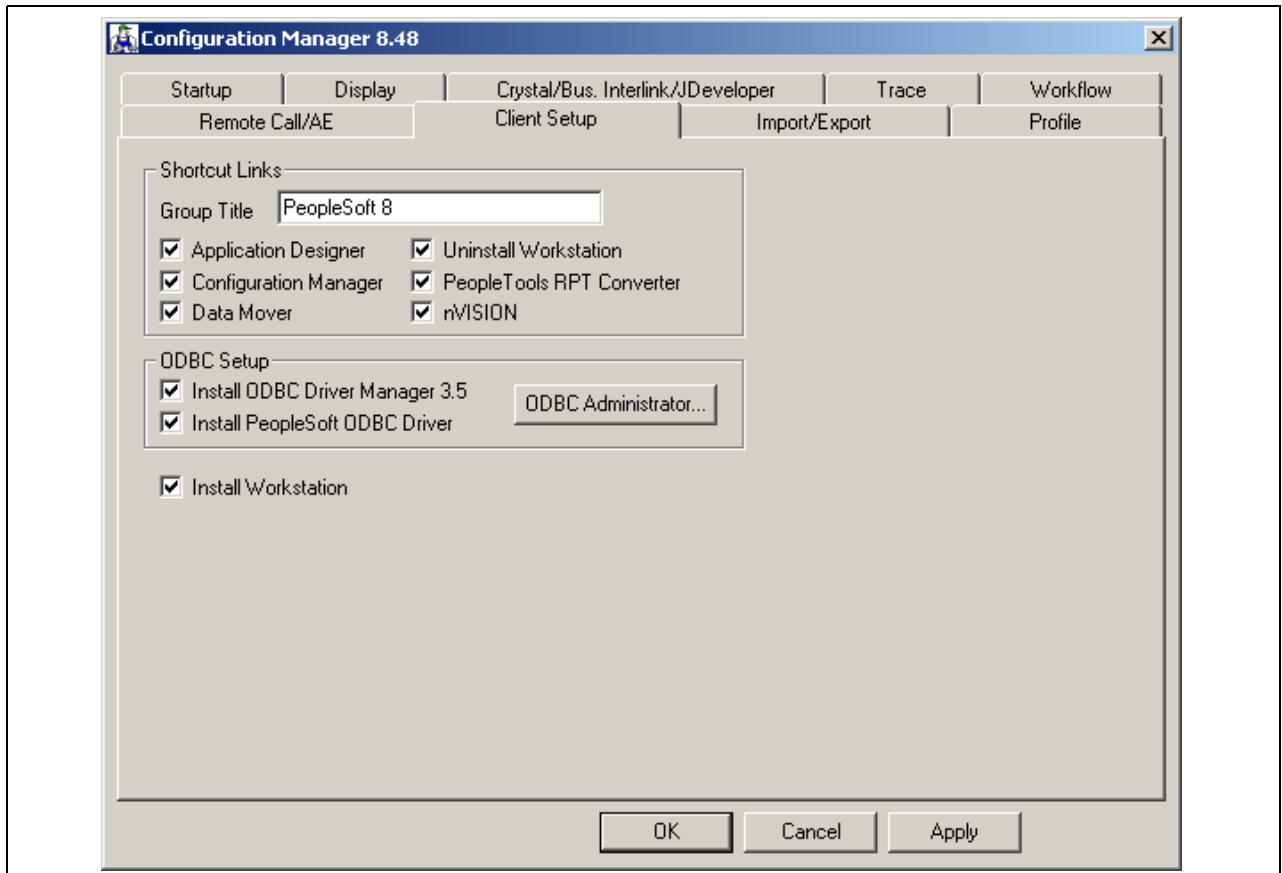 Configuration Manager 8.48
Startup Display Crystal/Bus. Interlink/JDeveloper Trace Workflow
Remote Call/AE Client Setup Import/Export Profile
Shortcut Links
Group Title PeopleSoft 8
Application Designer Uninstall Workstation
Configuration Manager PeopleTools RPT Converter
Data Mover nVISION
ODBC Setup
Install ODBC Driver Manager 3.5
ODBC Administrator...
Install PeopleSoft ODBC Driver
Install Workstation
OK Cancel Apply